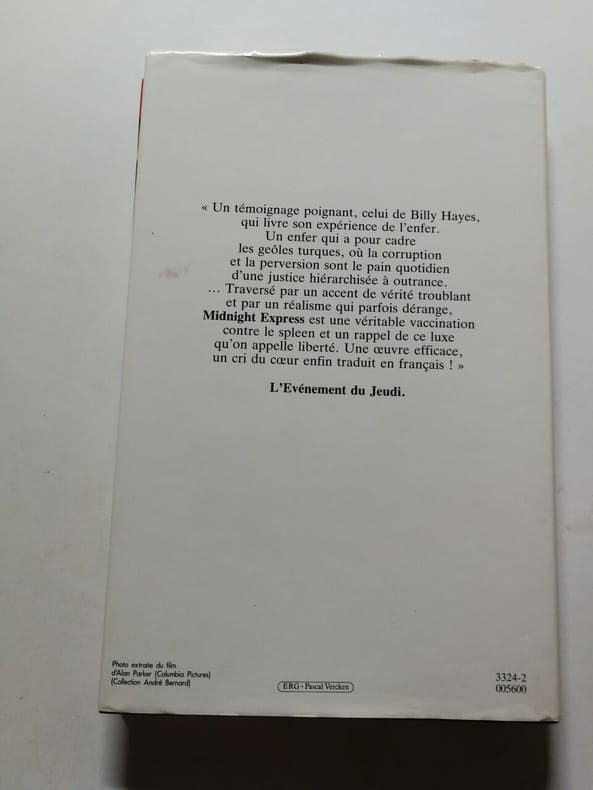 « Un témoignage poignant, celui de Billy Hayes,
qui livre son expérience de l'enfer.
Un enfer qui a pour cadre
les geôles turques, où la corruption
et la perversion sont le pain quotidien
d'une justice hiérarchisée à outrance.
... Traversé par un accent de vérité troublant
et par un réalisme qui parfois dérange,
Midnight Express est une véritable vaccination
contre le spleen et un rappel de ce luxe
qu'on appelle liberté. Une œuvre efficace,
un cri du cœur enfin traduit en français ! »
L'Evénement du Jeudi.
Photo extraite du film
d'Alan Parker (Columbia Pictures)
(Collection André Bernard)
ERG - Pascal Vercken
3324-2
005600